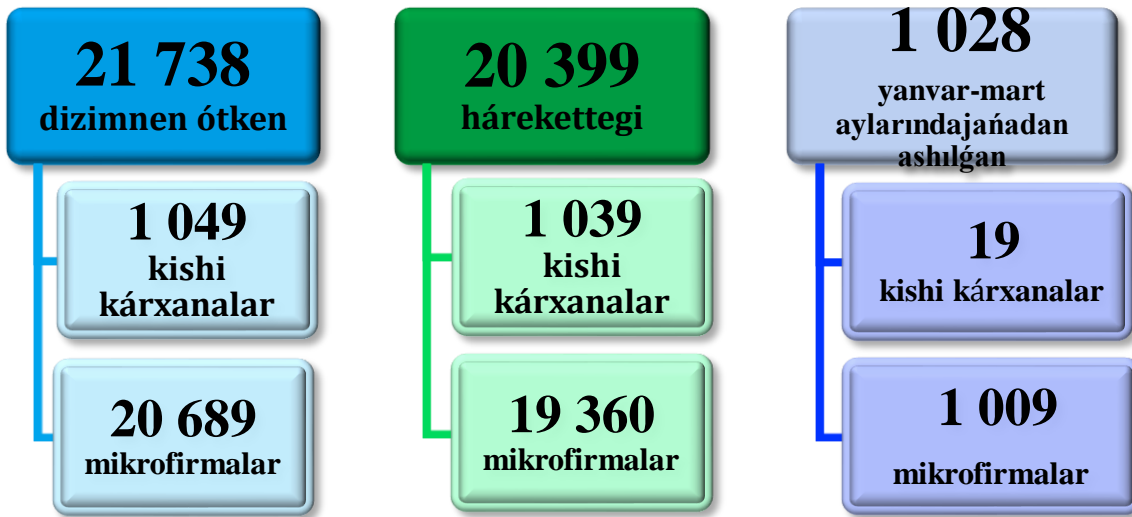 21 738
dizimnen ótken
1 049
kishi
kárxanalar
20 689
mikrofirmalar
20 399
hárekettegi
1 039
kishi
kárxanalar
19 360
mikrofirmalar
1 028
yanvar-mart
aylarındajańadan
ashılǵan
19
kishi kárxanalar
1 009
mikrofirmalar